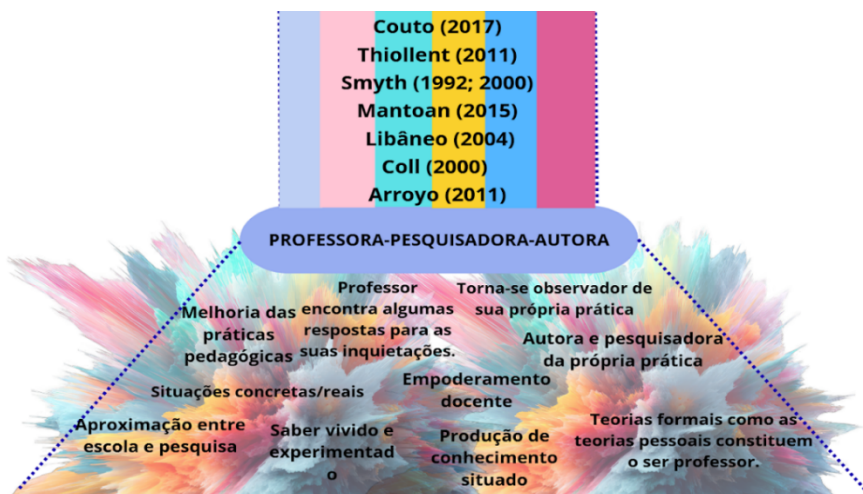 Couto (2017)
Thiollent (2011)
Smyth (1992; 2000)
Mantoan (2015)
Libâneo (2004)
Coll (2000)
Arroyo (2011)
PROFESSORA-PESQUISADORA-AUTORA
Melhoria das
práticas
pedagógicas
Professor
encontra algumas
respostas para as
suas inquietações.
Torna-se observador de
sua própria prática
Autora e pesquisadora
da própria prática
Situações concretas/reais
Empoderamento
docente
Aproximação entre
escola e pesquisa
Saber vivido e
experimentad
o
Produção de
conhecimento
situado
Teorias formais como as
teorias pessoais constituem
o ser professor.